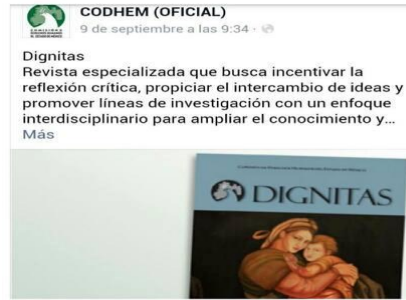 CODHEM (OFICIAL)
9 de septiembre a las 9:34 ·
Dignitas
Revista especializada que busca incentivar la
reflexión crítica, propiciar el intercambio de ideas y
promover líneas de investigación con un enfoque
interdisciplinario para ampliar el conocimiento y...
Más
DIGNITAS